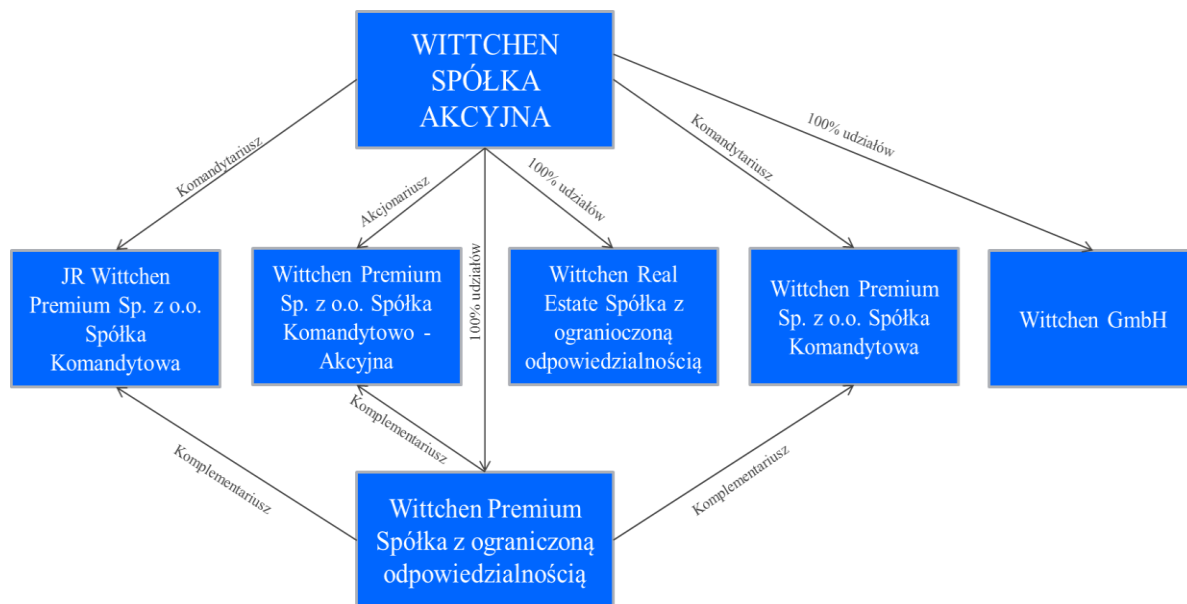 WITTCHEN
SPÓŁKA
AKCYJNA
Komandytariusz
Akcjonariusz
100% udziałów
100% udziałów
Komandytariusz
100% udziałów
JR Wittchen
Premium Sp. z o.o.
Spółka
Komandytowa
Wittchen Premium
Sp. z o.o. Spółka
Komandytowo -
Akcyjna
Wittchen Real
Estate Spółka z
ogranioczoną
odpowiedzialnością
Wittchen Premium
Sp. z o.o. Spółka
Komandytowa
Wittchen GmbH
Komplementariusz
Komplementariusz
Komplementariusz
Wittchen Premium
Spółka z ograniczoną
odpowiedzialnością